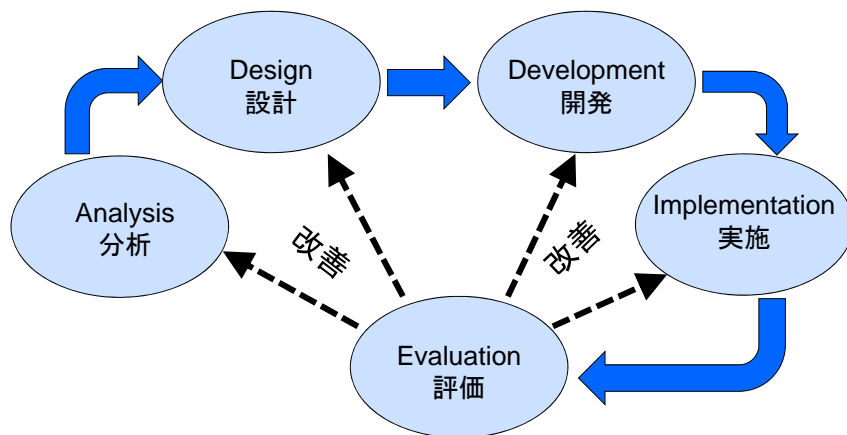 Design
設計
Development
開発
Analysis
分析
Implementation
実施
改善
改善
Evaluation
評価